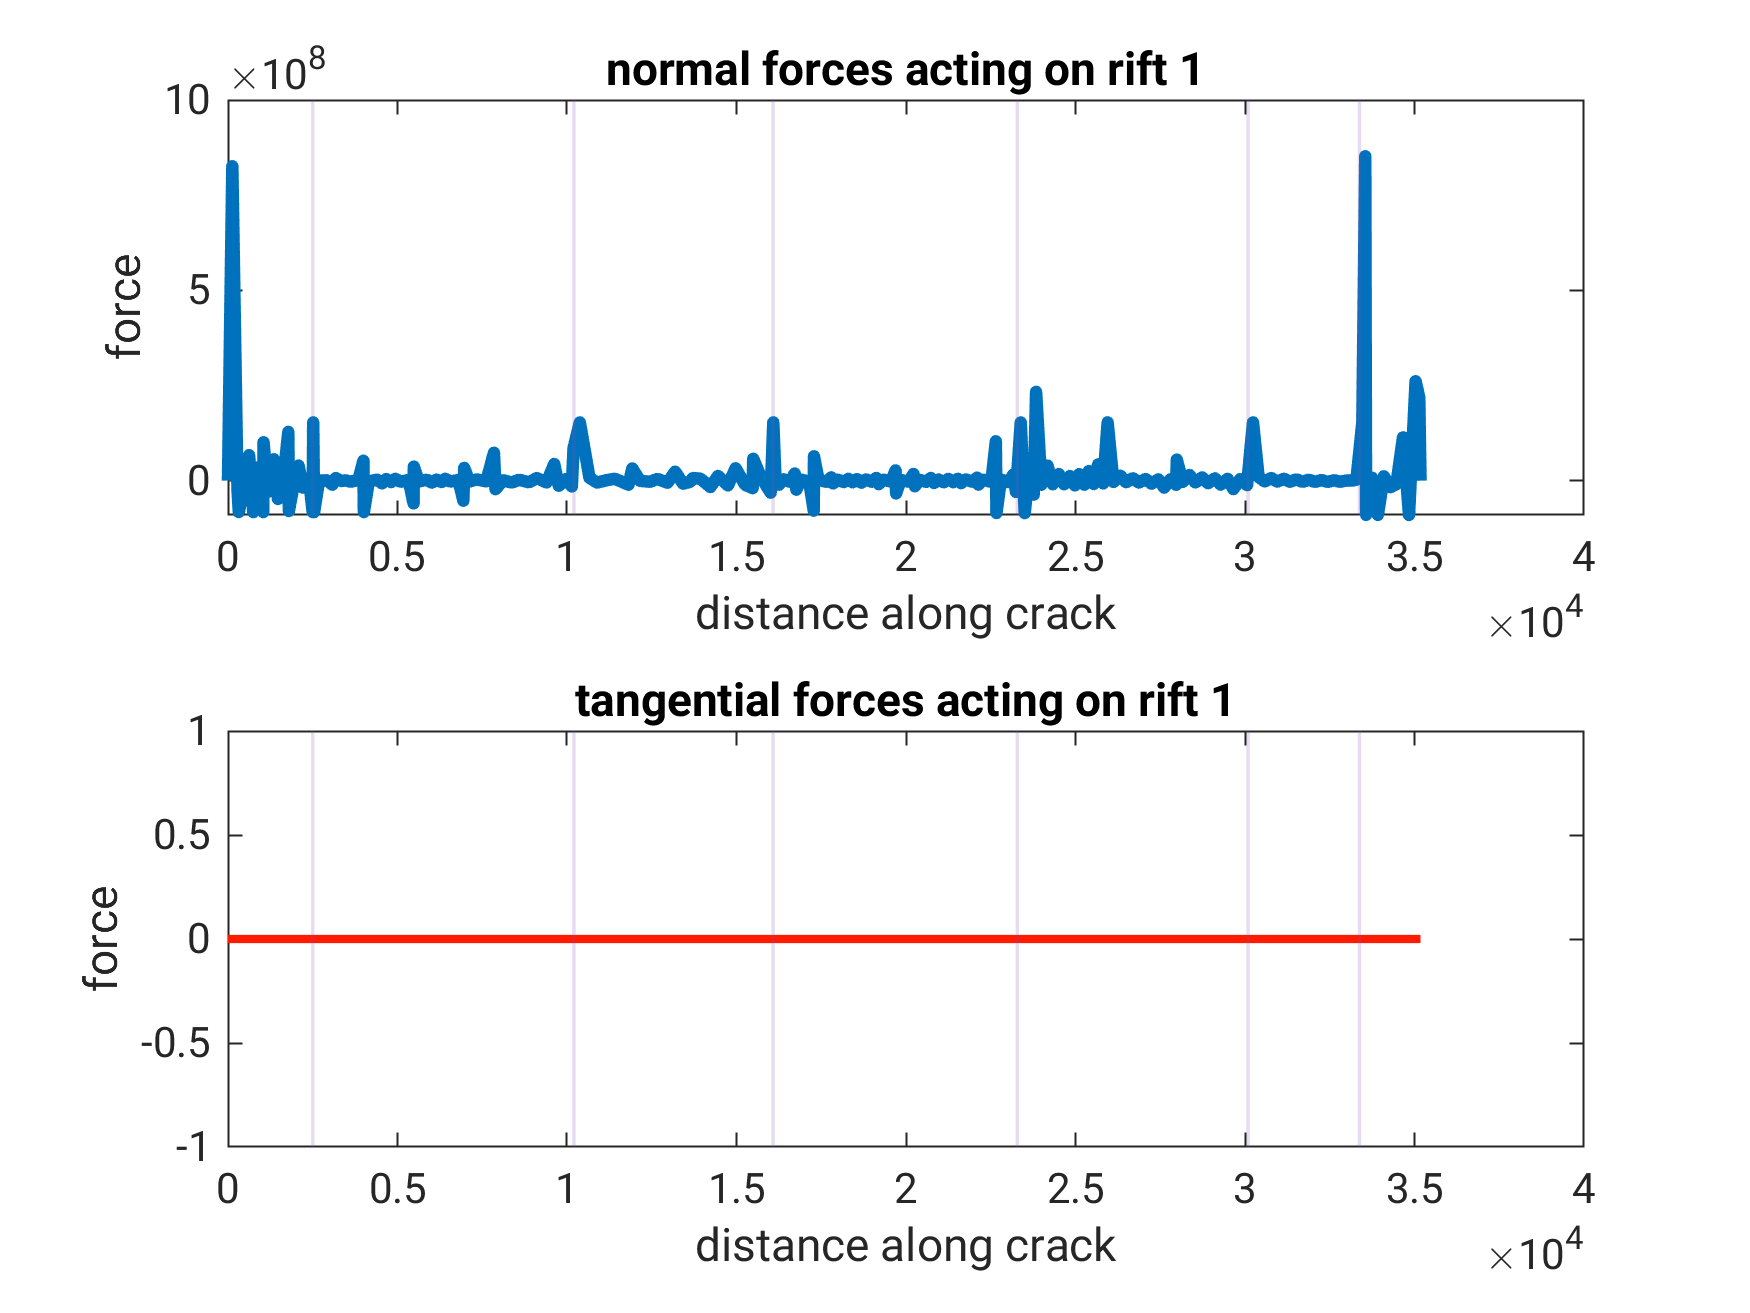 ×10^8
normal forces acting on rift 1
10
5
0
force
0 0.5 1 1.5 2 2.5 3 3.5 4
distance along crack
×10^4
tangential forces acting on rift 1
1
0.5
0
-0.5
-1
force
0 0.5 1 1.5 2 2.5 3 3.5 4
distance along crack
×10^4